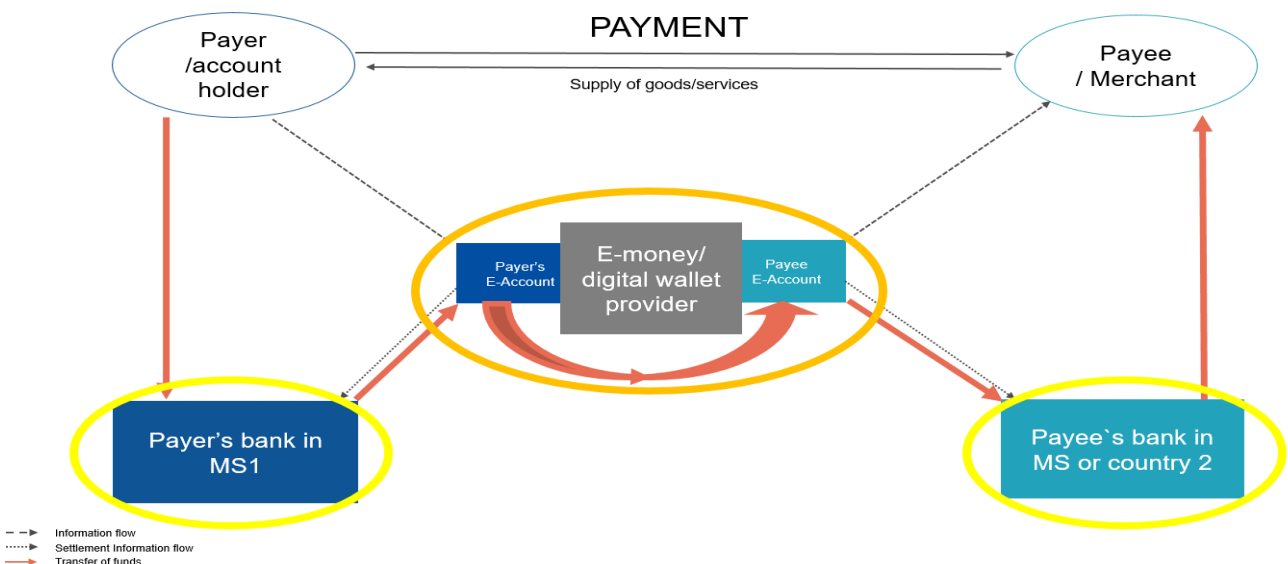 PAYMENT
Payer
/account
holder
Payee
/ Merchant
Supply of goods/services
Payer's
E-Account
E-money/
digital wallet
provider
Payee
E-Account
Payer’s bank in
MS1
Payee`s bank in
MS or country 2
Information flow
Settlement Information flow
Transfer of funds